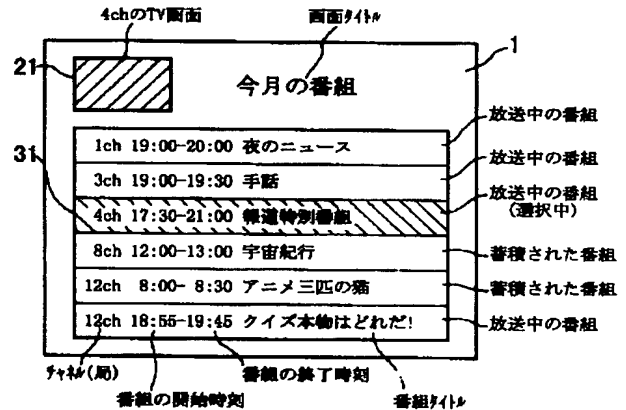 4chのTV画面
画面タイトル
1
21
今月の番組
放送中の番組
1ch 19:00-20:00 夜のニュース
31
3ch 19:00-19:30 手話
放送中の番組
4ch 17:30-21:00 報道特別番組
放送中の番組
(選択中)
8ch 12:00-13:00 宇宙紀行
蓄積された番組
12ch 8:00- 8:30 アニメ三匹の猫
蓄積された番組
12ch 18:55-19:45 クイズ本物はどれだ!
放送中の番組
チャネル(局)
番組の終了時刻
番組の開始時刻
番組タイトル